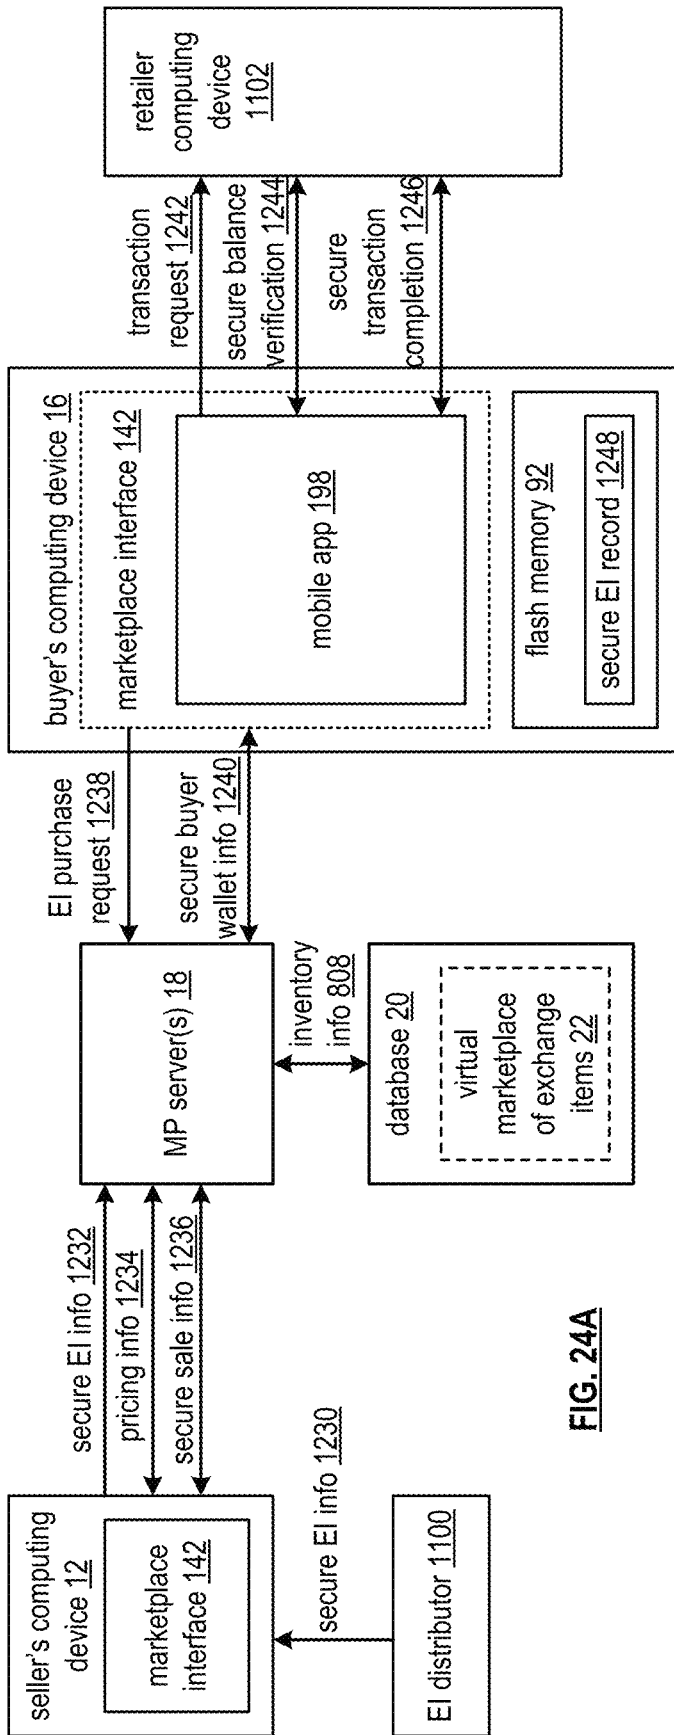 seller's computing
device 12
marketplace
interface 142
EI distributor 1100
secure EI info 1230
secure EI info 1232
pricing info 1234
secure sale info 1236
MP server(s) 18
inventory
info 808
database 20
virtual
marketplace
of exchange
items 22
EI purchase
request 1238
secure buyer
wallet info 1240
buyer's computing device 16
marketplace interface 142
mobile app 198
flash memory 92
secure EI record 1248
transaction
request 1242
secure balance
verification 1244
secure
transaction
completion 1246
retailer
computing
device
1102
FIG. 24A